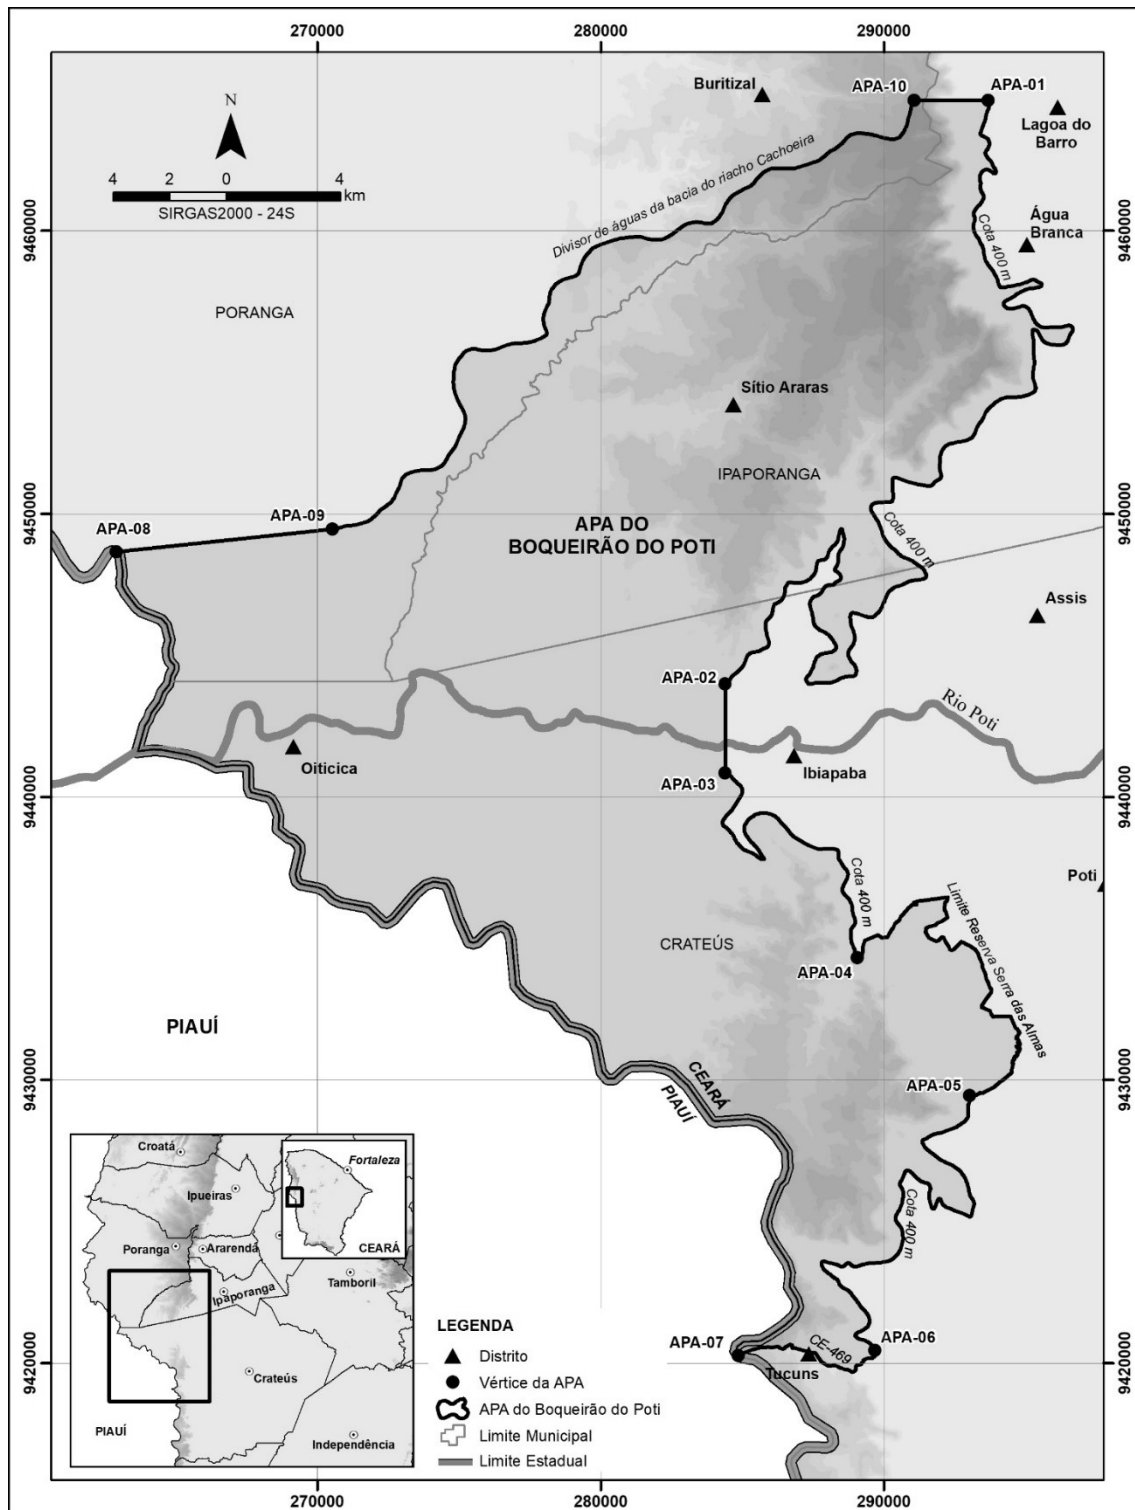 270000
280000
290000
Buritizal
APA-10
APA-01
Lagoa do
Barro
N
4
2
0
4
km
SIRGAS2000 - 24S
Divisor de águas da bacia do riacho Cachoeira
9460000
9460000
Cota 400 m
Água
Branca
PORANGA
Sítio Araras
IPAPORANGA
APA-08
APA-09
9450000
9450000
APA DO
BOQUEIRÃO DO POTI
Cota 400 m
Assis
APA-02
Rio Poti
Oiticica
Ibiapaba
APA-03
9440000
9440000
Cota 400 m
Poti
Limite Reserva Serra das Almas
CRATEÚS
APA-04
PIAUÍ
9430000
9430000
CEARÁ
PIAUÍ
APA-05
Cota 400 m
Croatá
Fortaleza
Ipueiras
CEARÁ
Poranga
Ararendá
Tamboril
Ipaporanga
Crateús
PIAUÍ
Independência
APA-07
APA-06
CE-469
Tucuns
9420000
9420000
LEGENDA
Distrito
Vértice da APA
APA do Boqueirão do Poti
Limite Municipal
Limite Estadual
270000
280000
290000